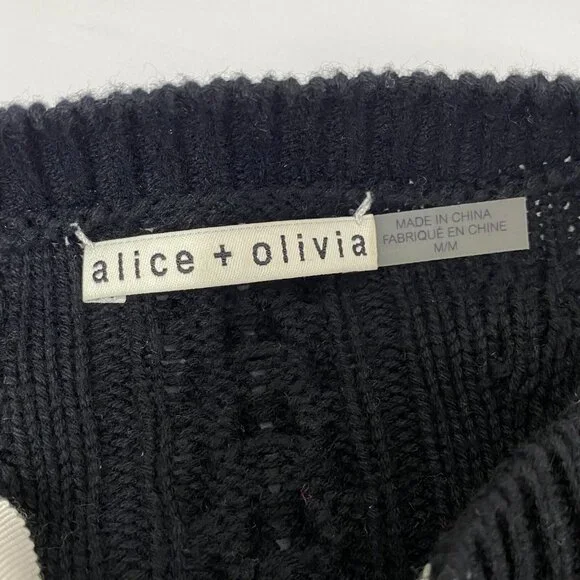 alice + olivia
MADE IN CHINA
FABRIQUÉ EN CHINE
M/M